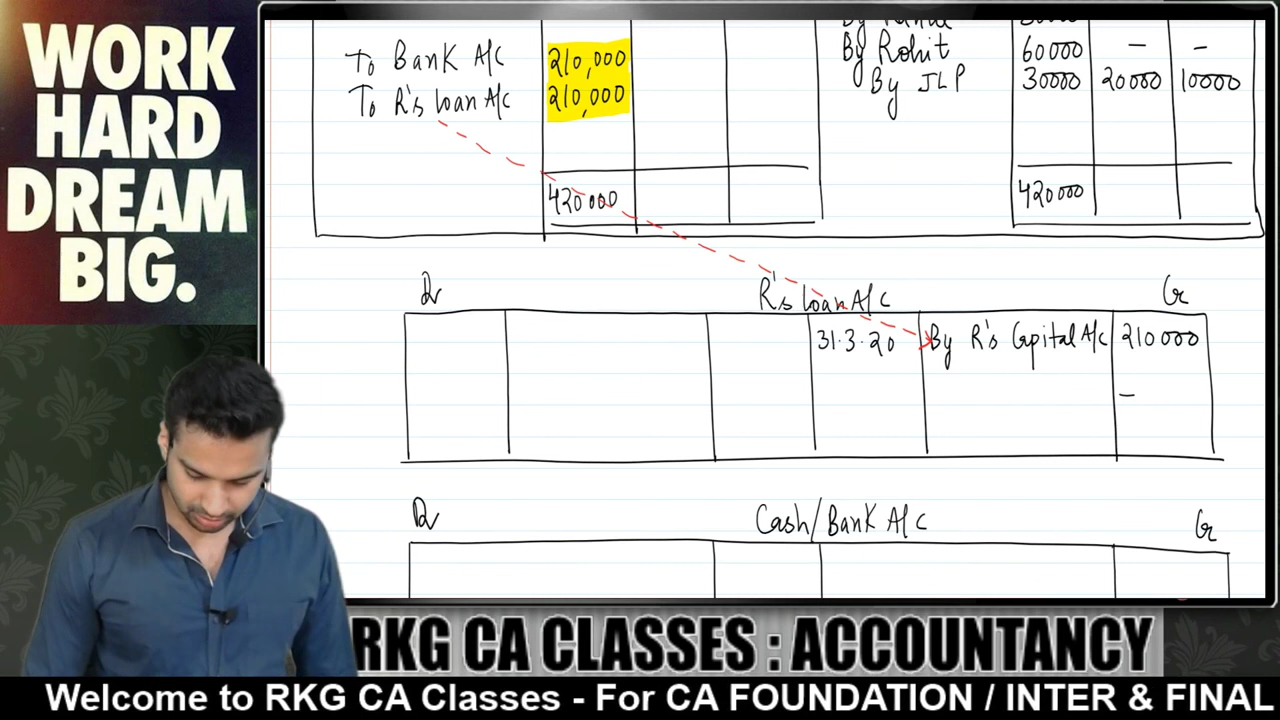 WORK
HARD
DREAM
BIG.
To Bank A/c 210,000
To R's loan A/c 210,000
420000
By Rohit 60000 – –
By JLP 30000 20000 10000
420000
Dr R's loan A/c Cr
31.3.20 By R's Capital A/c 210000
–
Dr Cash/Bank A/c Cr
RKG CA CLASSES : ACCOUNTANCY
Welcome to RKG CA Classes - For CA FOUNDATION / INTER & FINAL